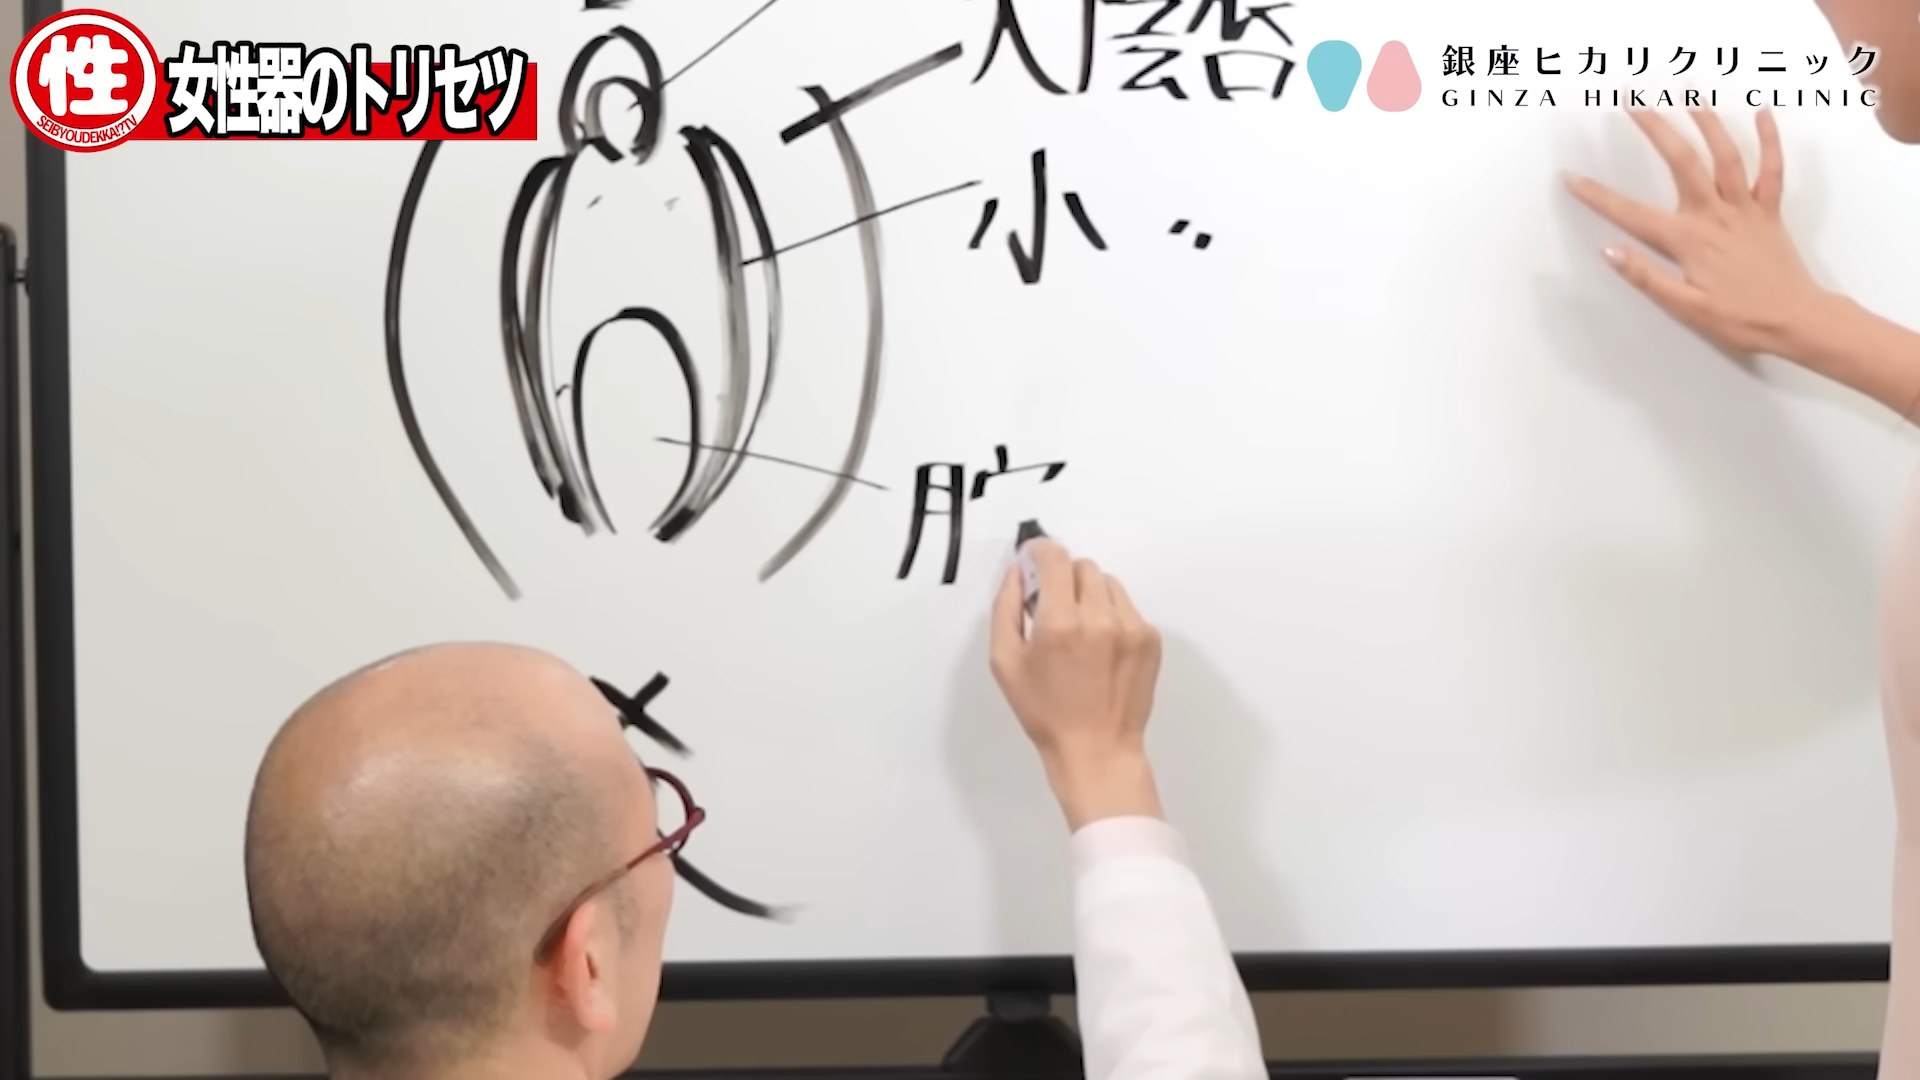 性
SEIBYOUDEKKA!?TV
女性器のトリセツ
銀座ヒカリクリニック
GINZA HIKARI CLINIC
大陰唇
小〃